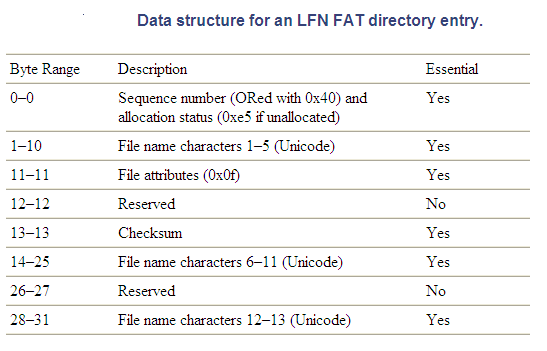 Data structure for an LFN FAT directory entry.
Byte Range Description Essential
0–0 Sequence number (ORed with 0x40) and Yes
allocation status (0xe5 if unallocated)
1–10 File name characters 1–5 (Unicode) Yes
11–11 File attributes (0x0f) Yes
12–12 Reserved No
13–13 Checksum Yes
14–25 File name characters 6–11 (Unicode) Yes
26–27 Reserved No
28–31 File name characters 12–13 (Unicode) Yes